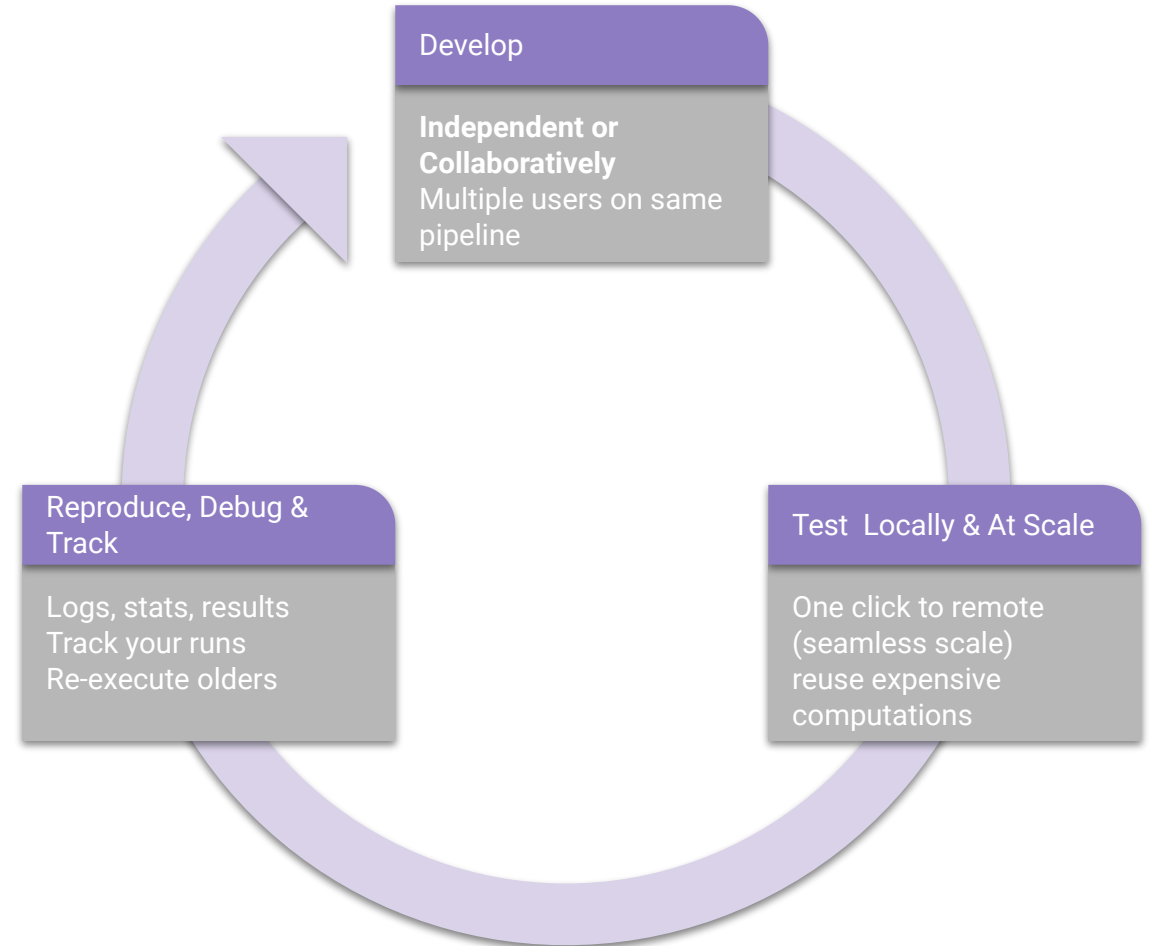 Develop
Independent or
Collaboratively
Multiple users on same
pipeline
Reproduce, Debug &
Track
Logs, stats, results
Track your runs
Re-execute olders
Test  Locally & At Scale
One click to remote
(seamless scale)
reuse expensive
computations